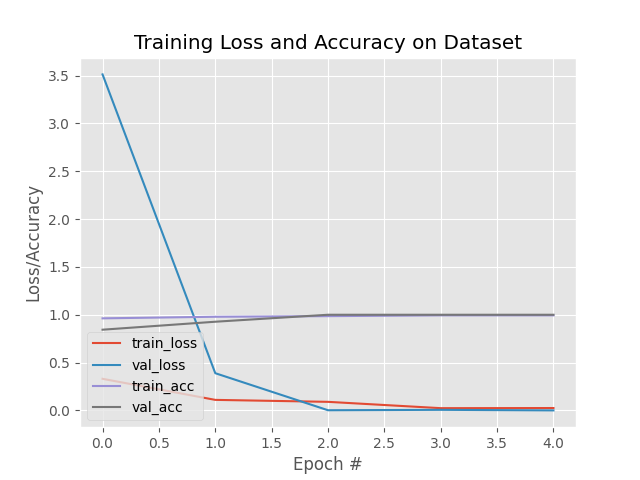 Training Loss and Accuracy on Dataset
Loss/Accuracy
3.5
3.0
2.5
2.0
1.5
1.0
0.5
0.0
train_loss
val_loss
train_acc
val_acc
0.0 0.5 1.0 1.5 2.0 2.5 3.0 3.5 4.0
Epoch #